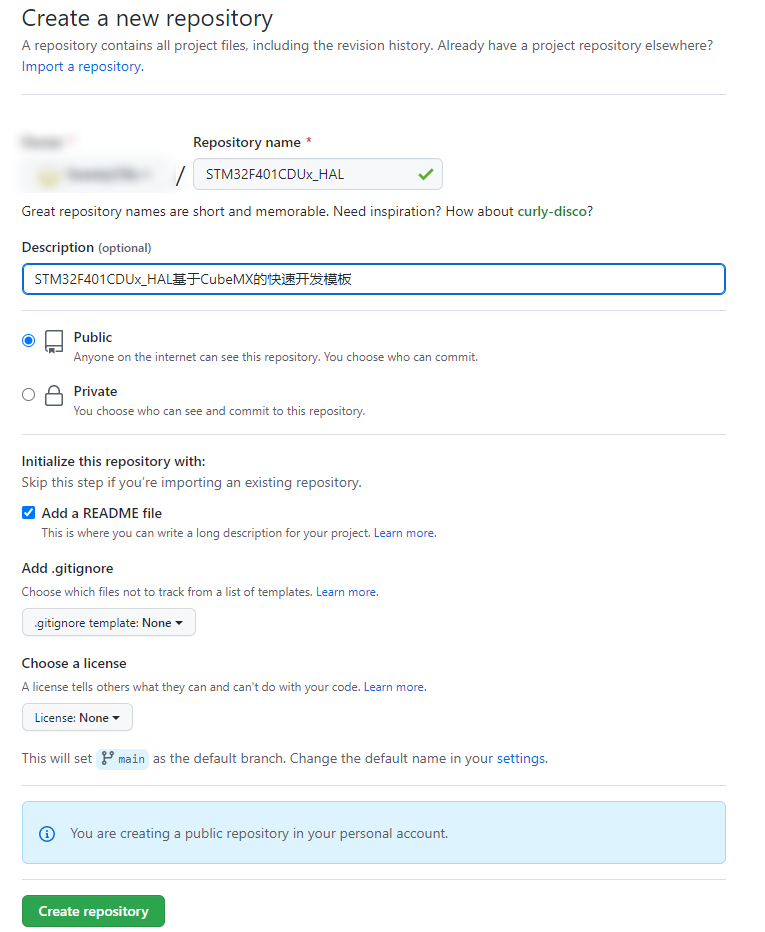 Create a new repository
A repository contains all project files, including the revision history. Already have a project repository elsewhere?
Import a repository.
Repository name *
/ STM32F401CDUx_HAL
Great repository names are short and memorable. Need inspiration? How about curly-disco?
Description (optional)
STM32F401CDUx_HAL基于CubeMX的快速开发模板
Public
Anyone on the internet can see this repository. You choose who can commit.
Private
You choose who can see and commit to this repository.
Initialize this repository with:
Skip this step if you're importing an existing repository.
Add a README file
This is where you can write a long description for your project. Learn more.
Add .gitignore
Choose which files not to track from a list of templates. Learn more.
.gitignore template: None
Choose a license
A license tells others what they can and can't do with your code. Learn more.
License: None
This will set main as the default branch. Change the default name in your settings.
You are creating a public repository in your personal account.
Create repository